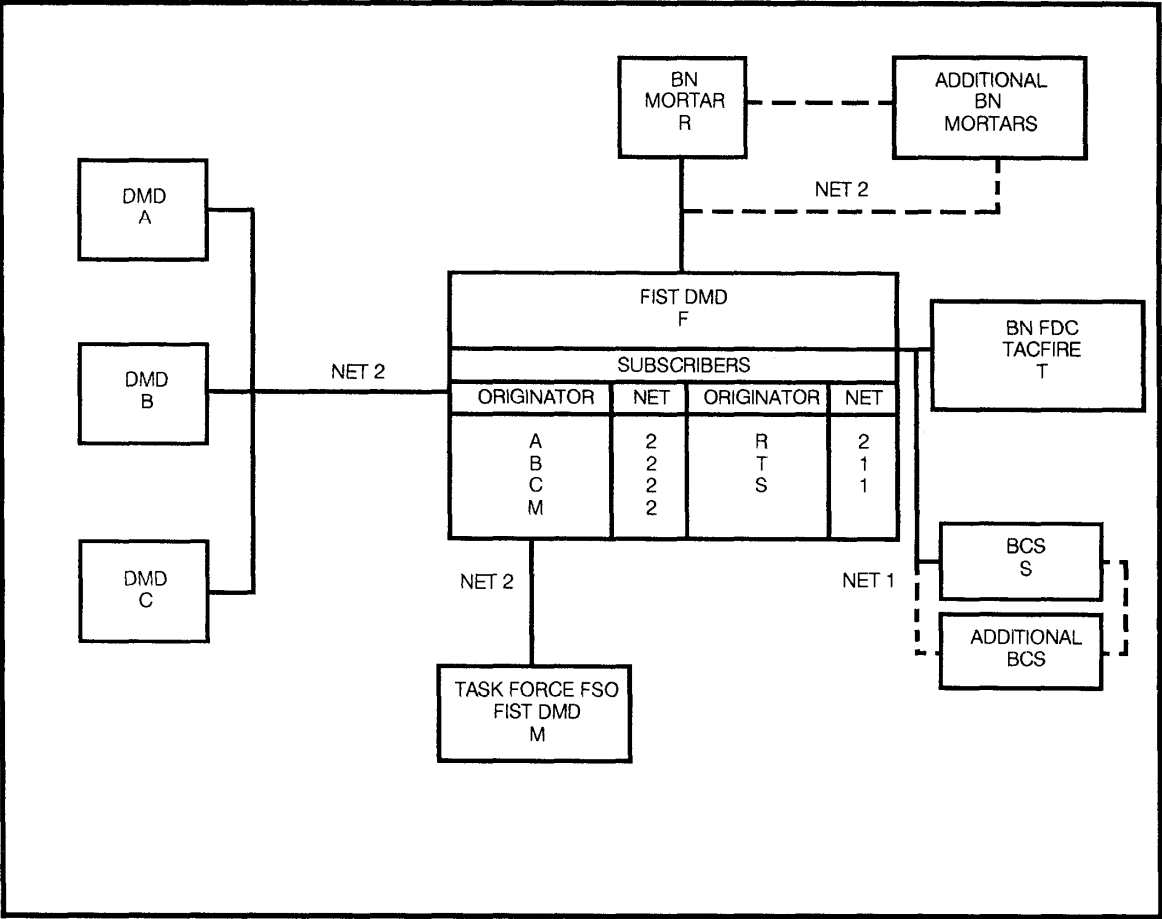 BN
MORTAR
R
ADDITIONAL
BN
MORTARS
NET 2
DMD
A
DMD
B
DMD
C
NET 2
FIST DMD
F
SUBSCRIBERS
ORIGINATOR NET ORIGINATOR NET
A 2 R 2
B 2 T 1
C 2 S 1
M 2
BN FDC
TACFIRE
T
NET 1
BCS
S
ADDITIONAL
BCS
NET 2
TASK FORCE FSO
FIST DMD
M